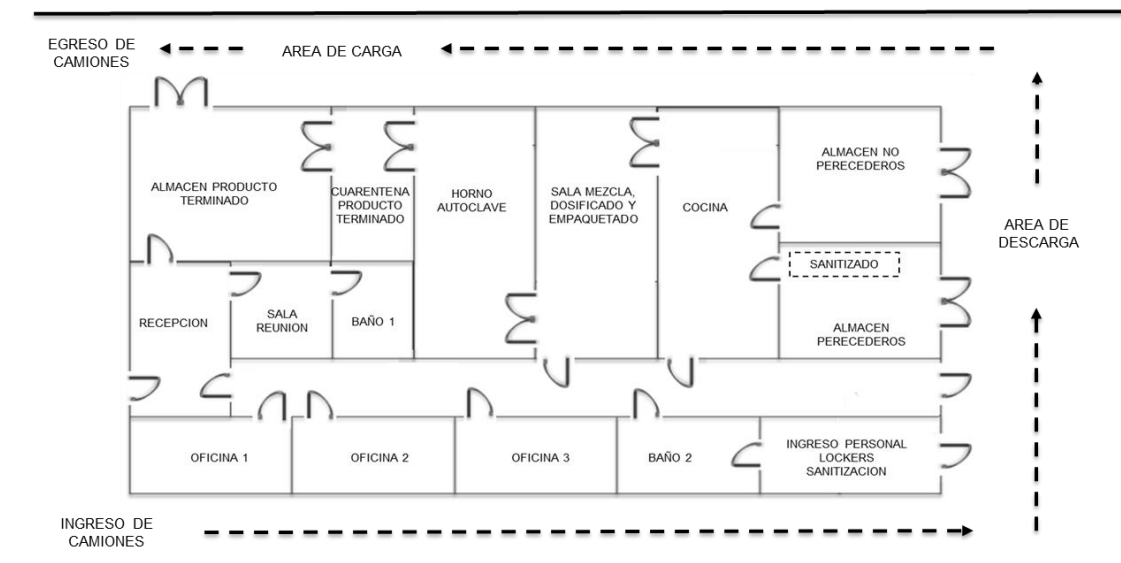 EGRESO DE
CAMIONES
AREA DE CARGA
ALMACEN PRODUCTO
TERMINADO
CUARENTENA
PRODUCTO
TERMINADO
HORNO
AUTOCLAVE
SALA MEZCLA,
DOSIFICADO Y
EMPAQUETADO
COCINA
ALMACEN NO
PERECEDEROS
AREA DE
DESCARGA
SANITIZADO
ALMACEN
PERECEDEROS
RECEPCION
SALA
REUNION
BAÑO 1
OFICINA 1
OFICINA 2
OFICINA 3
BAÑO 2
INGRESO PERSONAL
LOCKERS
SANITIZACION
INGRESO DE
CAMIONES